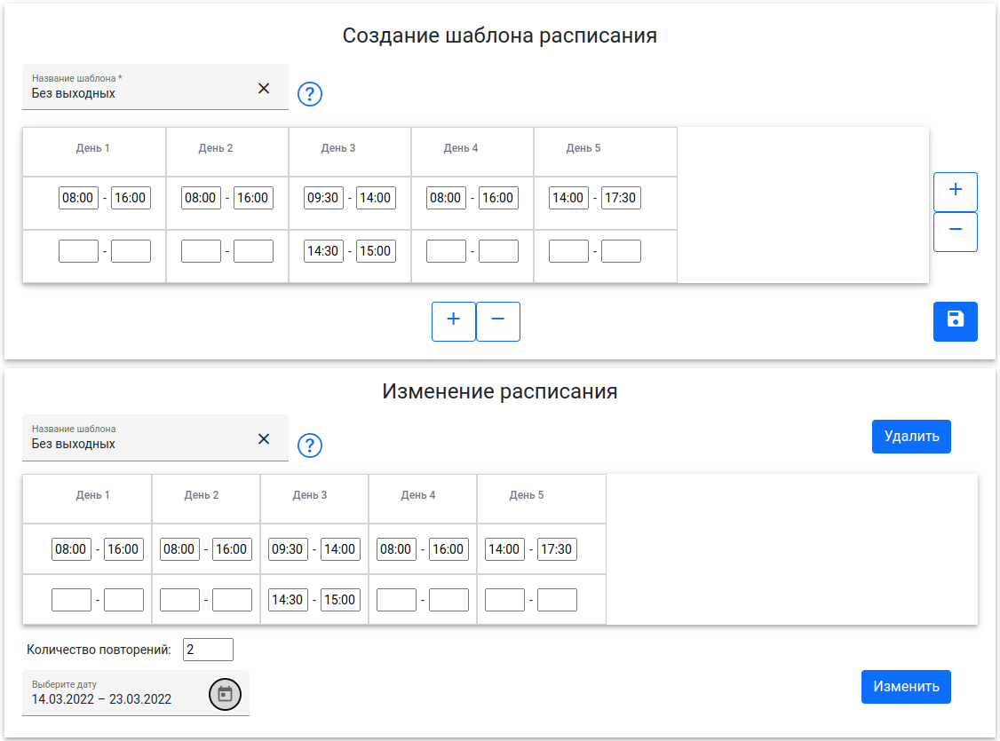 Создание шаблона расписания
Название шаблона *
Без выходных
?
День 1 День 2 День 3 День 4 День 5
08:00 - 16:00 08:00 - 16:00 09:30 - 14:00 08:00 - 16:00 14:00 - 17:30
- - 14:30 - 15:00 - -
+
−
+ −
Изменение расписания
Название шаблона
Без выходных
?
Удалить
День 1 День 2 День 3 День 4 День 5
08:00 - 16:00 08:00 - 16:00 09:30 - 14:00 08:00 - 16:00 14:00 - 17:30
- - 14:30 - 15:00 - -
Количество повторений: 2
Выберите дату
14.03.2022 – 23.03.2022
Изменить